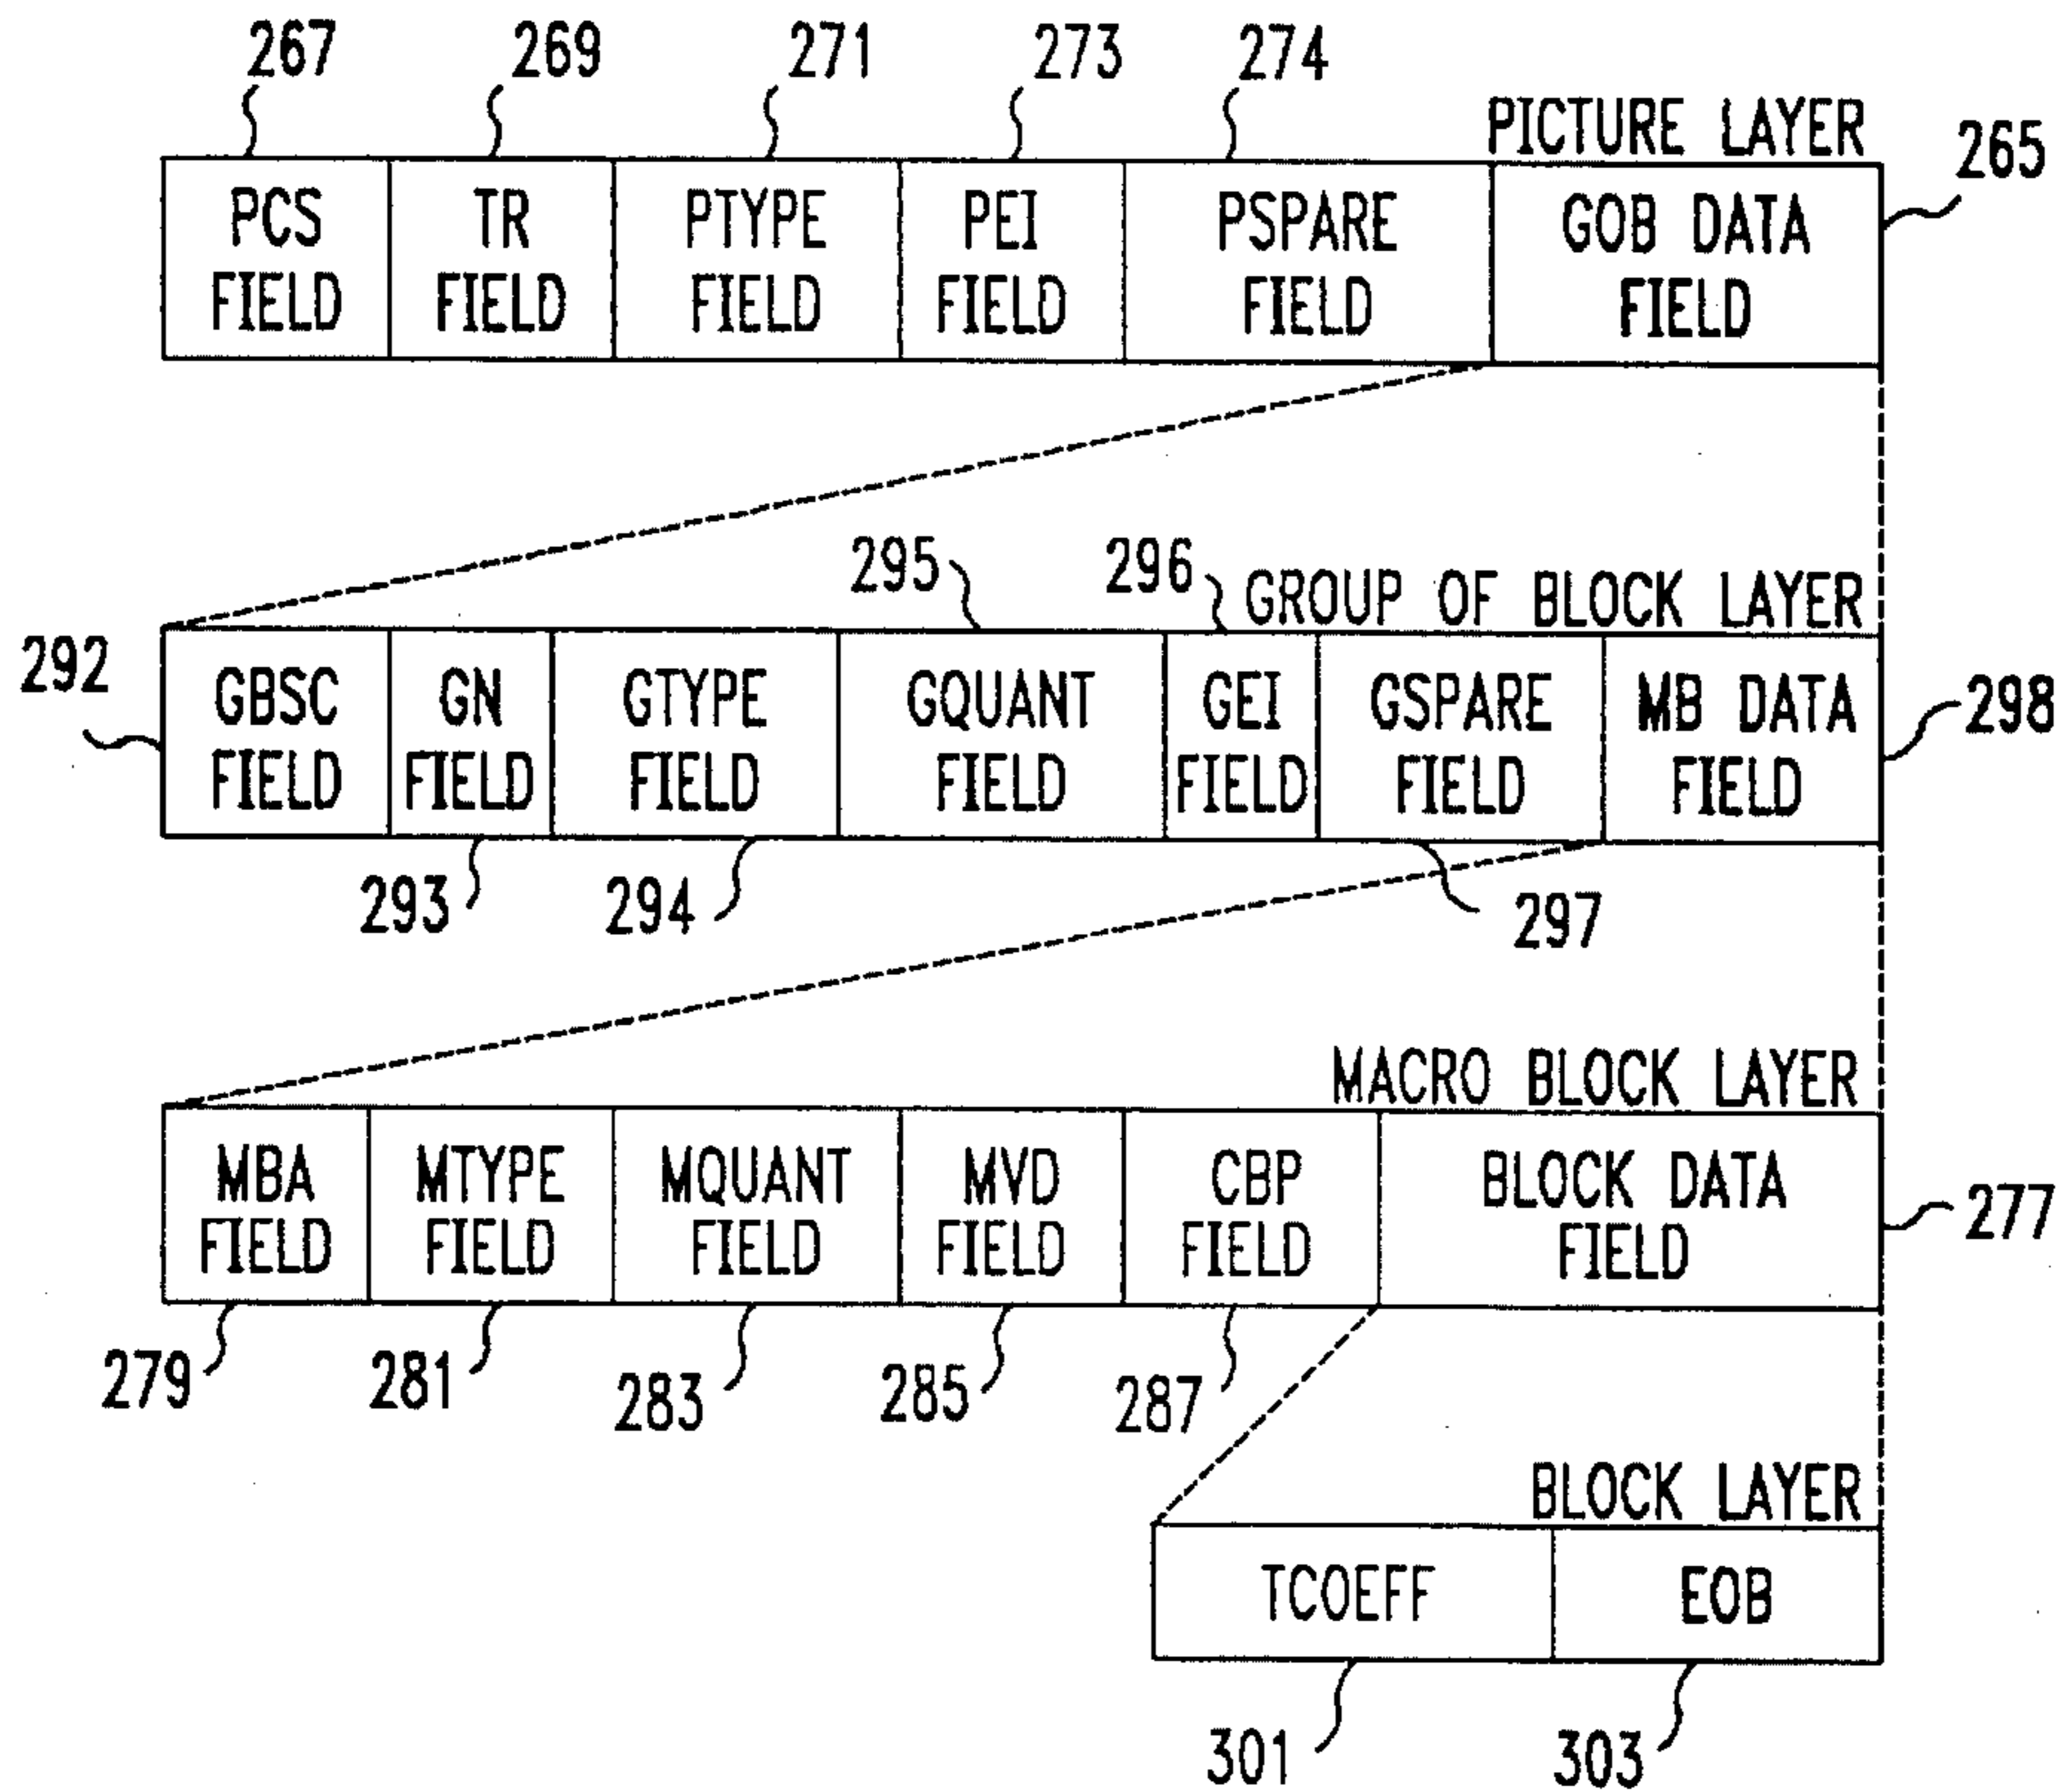 267 269 271 273 274
PICTURE LAYER
265
PCS FIELD
TR FIELD
PTYPE FIELD
PEI FIELD
PSPARE FIELD
GOB DATA FIELD
295 296
GROUP OF BLOCK LAYER
292
GBSC FIELD
GN FIELD
GTYPE FIELD
GQUANT FIELD
GEI FIELD
GSPARE FIELD
MB DATA FIELD
298
293 294 297
MACRO BLOCK LAYER
MBA FIELD
MTYPE FIELD
MQUANT FIELD
MVD FIELD
CBP FIELD
BLOCK DATA FIELD
277
279 281 283 285 287
BLOCK LAYER
TCOEFF
EOB
301 303